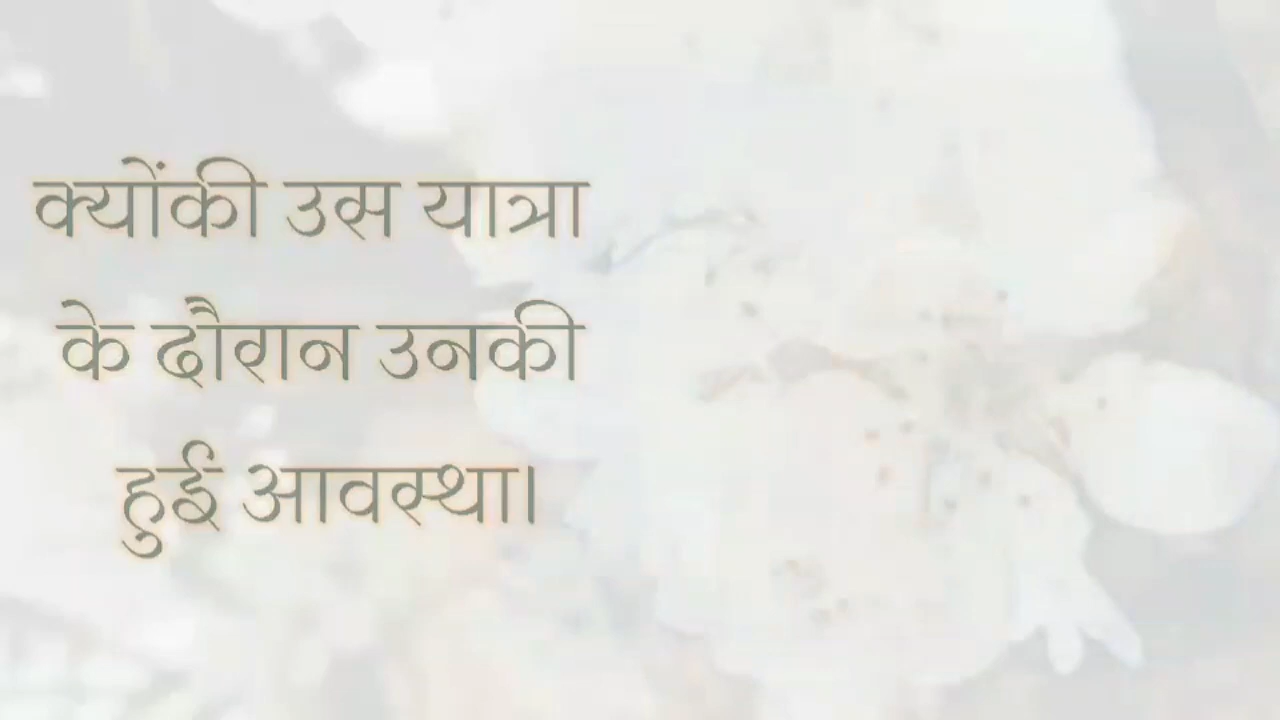 क्योंकी उस यात्रा
के दौरान उनकी
हुई आवस्था।